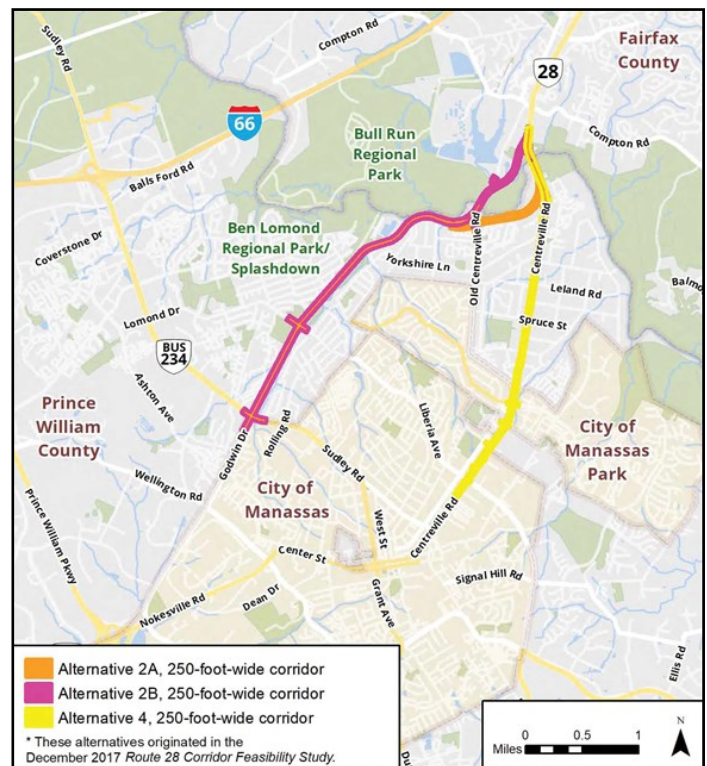 Sudley Rd
Compton Rd
Fairfax
County
28
66
Bull Run
Regional
Park
Compton Rd
Balls Ford Rd
Ben Lomond
Regional Park/
Splashdown
Coverstone Dr
Yorkshire Ln
Old Centreville Rd
Centreville Rd
Leland Rd
Lomond Dr
Spruce St
BUS
234
Ashton Ave
Prince
William
County
Godwin Dr
Rolling Rd
Liberia Ave
City of
Manassas
Park
Sudley Rd
Wellington Rd
City of
Manassas
Centreville Rd
West St
Prince William Pkwy
Center St
Signal Hill Rd
Nokesville Rd
Dean Dr
Grant Ave
Ellis Rd
Alternative 2A, 250-foot-wide corridor
Alternative 2B, 250-foot-wide corridor
Alternative 4, 250-foot-wide corridor
* These alternatives originated in the
December 2017 Route 28 Corridor Feasibility Study.
N
0 0.5 1
Miles